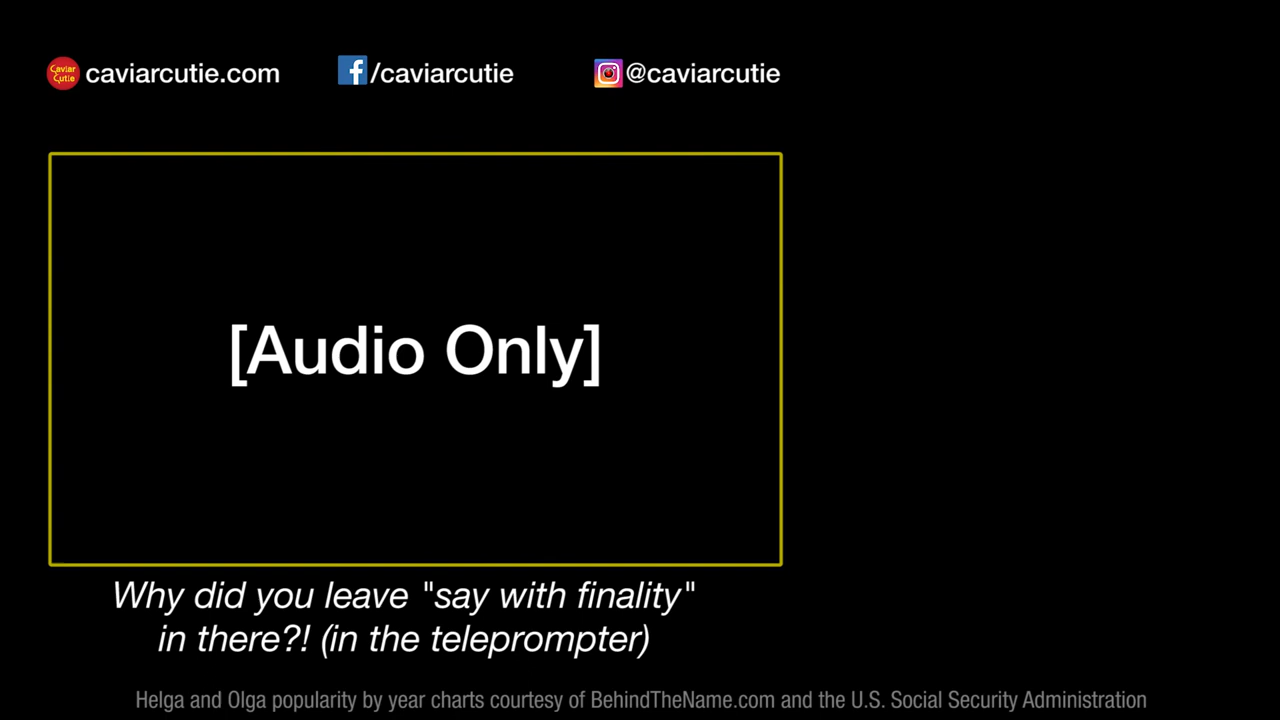 Caviar
Cutie
caviarcutie.com
/caviarcutie
@caviarcutie
[Audio Only]
Why did you leave "say with finality"
in there?! (in the teleprompter)
Helga and Olga popularity by year charts courtesy of BehindTheName.com and the U.S. Social Security Administration